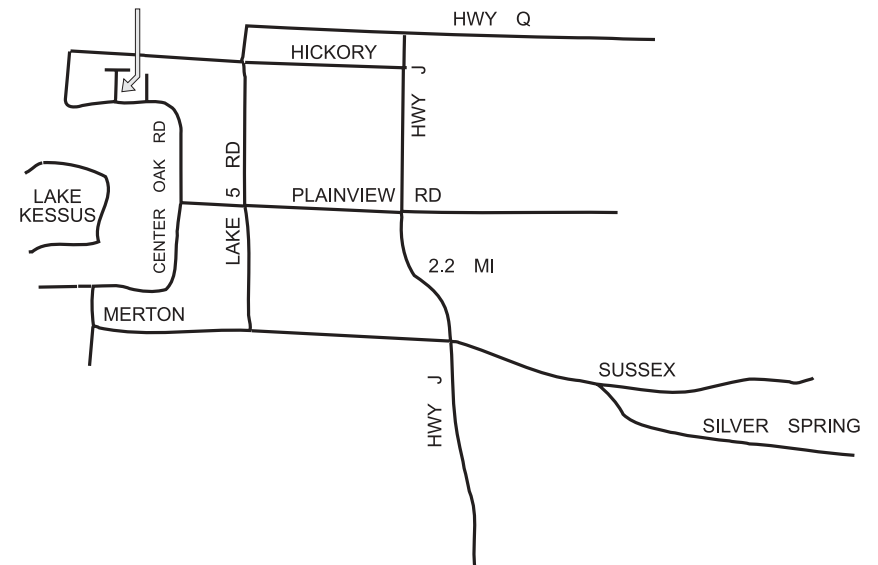 HWY Q
HICKORY
HWY J
CENTER OAK RD
LAKE 5 RD
PLAINVIEW RD
LAKE
KESSUS
2.2 MI
MERTON
SUSSEX
HWY J
SILVER SPRING